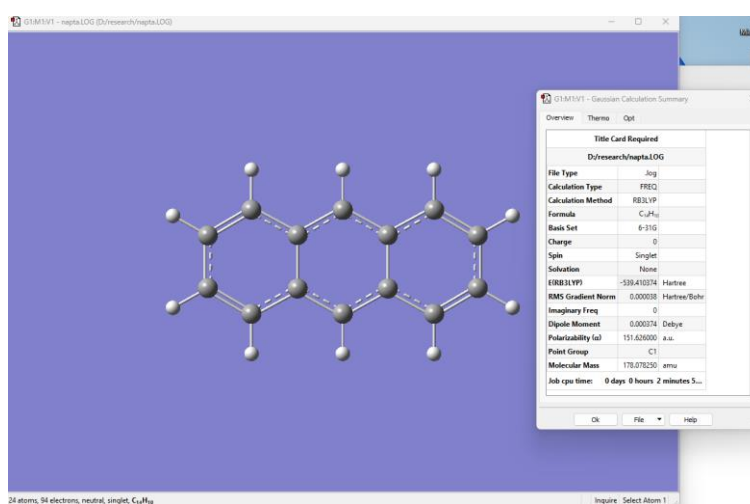 G1:M1:V1 - napta.LOG (D:/research/napta.LOG)
G1:M1:V1 - Gaussian Calculation Summary
Overview Thermo Opt
Title Card Required
D:/research/napta.LOG
File Type .log
Calculation Type FREQ
Calculation Method RB3LYP
Formula C₁₄H₁₀
Basis Set 6-31G
Charge 0
Spin Singlet
Solvation None
E(RB3LYP) -539.410374 Hartree
RMS Gradient Norm 0.000038 Hartree/Bohr
Imaginary Freq 0
Dipole Moment 0.000374 Debye
Polarizability (α) 151.626000 a.u.
Point Group C1
Molecular Mass 178.078250 amu
Job cpu time: 0 days 0 hours 2 minutes 5...
Ok File Help
24 atoms, 94 electrons, neutral, singlet, C₁₄H₁₀ Inquire Select Atom 1